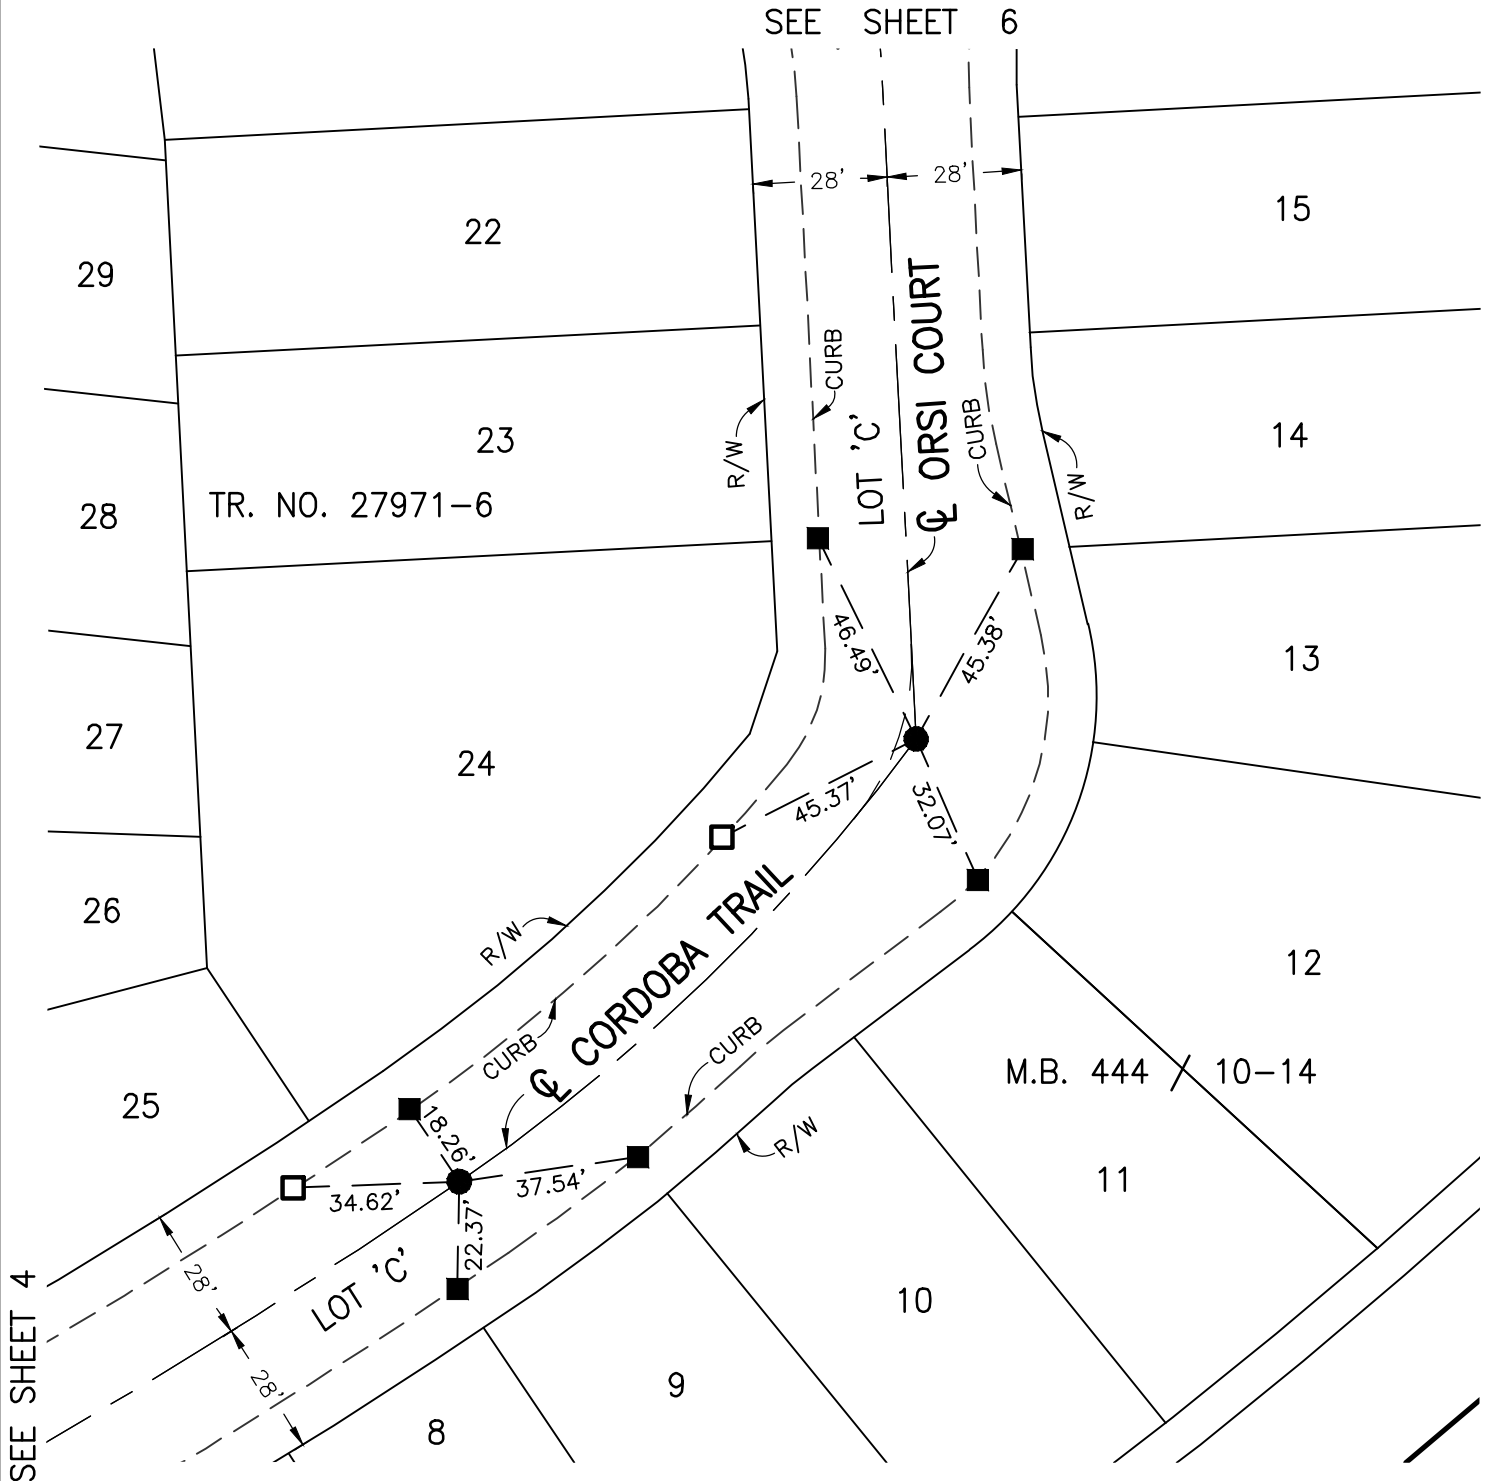 SEE SHEET 6
28'
28'
22
15
29
℄ ORSI COURT
CURB
CURB
LOT 'C'
R/W
R/W
23
14
TR. NO. 27971-6
28
46.49'
45.38'
13
27
24
45.37'
32.07'
℄ CORDOBA TRAIL
26
R/W
12
CURB
CURB
M.B. 444 / 10-14
25
18.26'
R/W
11
34.62'
37.54'
22.37'
28'
LOT 'C'
SEE SHEET 4
10
28'
9
8